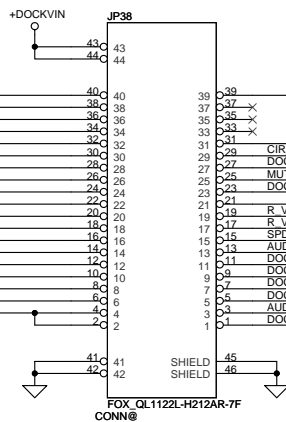 +DOCKVIN
JP38
43 43
44 44
40 40 39 39
38 38 37 37
36 36 35 35
34 34 33 33
32 32 31 31
30 30 29 29 CIR
28 28 27 27 DOC
26 26 25 25 MUT
24 24 23 23 DOC
22 22 21 21
20 20 19 19 R_V
18 18 17 17 R_V
16 16 15 15 SPD
14 14 13 13 AUD
12 12 11 11 DOC
10 10 9 9 DOC
8 8 7 7 DOC
6 6 5 5 DOC
4 4 3 3 AUD
2 2 1 1 DOC
41 41 SHIELD 45
42 42 SHIELD 46
FOX_QL1122L-H212AR-7F
CONN@